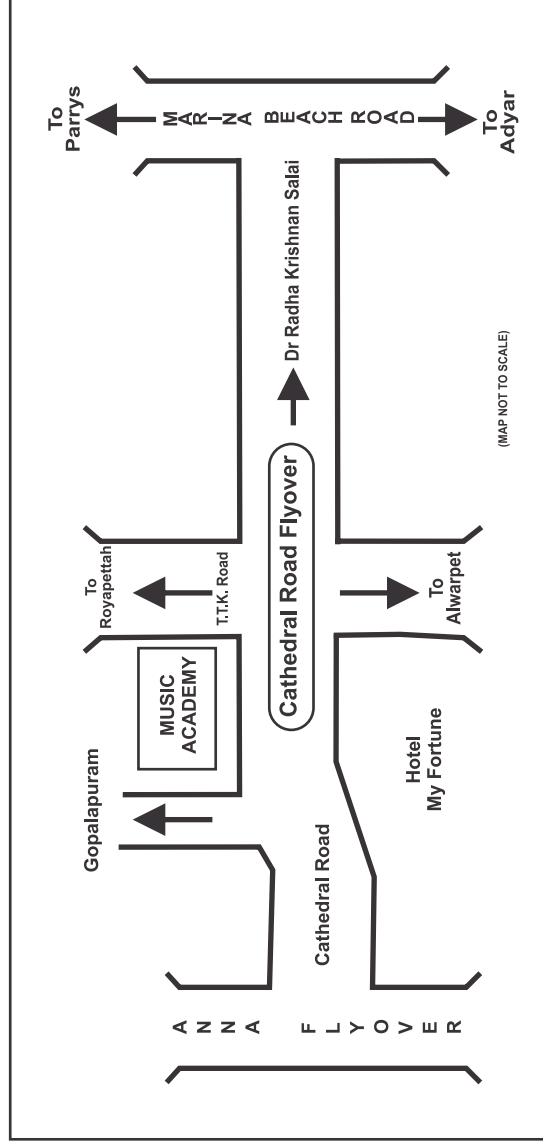 To
Parrys
MARINA BEACH ROAD
To
Adyar
Dr Radha Krishnan Salai
(MAP NOT TO SCALE)
Cathedral Road Flyover
To
Royapettah
T.T.K. Road
To
Alwarpet
MUSIC
ACADEMY
Gopalapuram
Hotel
My Fortune
Cathedral Road
ANNA FLYOVER